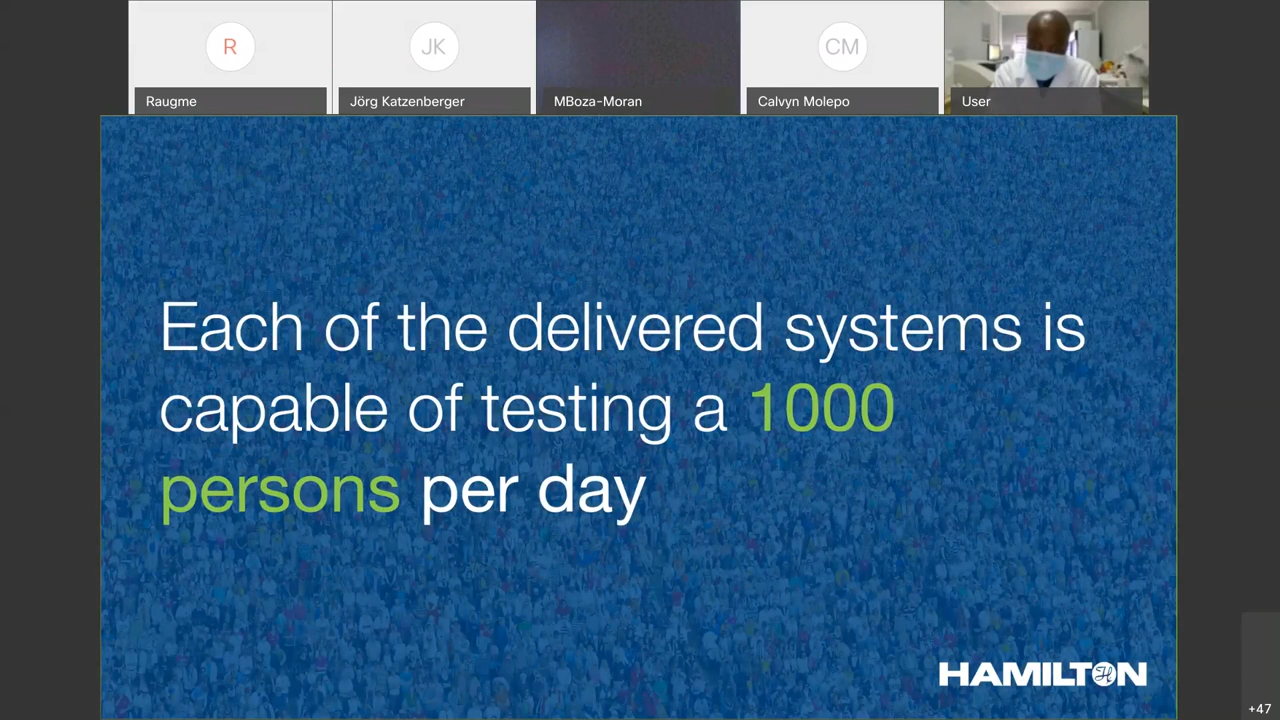 R
JK
CM
Raugme
Jörg Katzenberger
MBoza-Moran
Calvyn Molepo
User
Each of the delivered systems is
capable of testing a 1000
persons per day
HAMILTON
+47